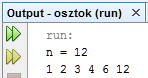 Output - osztok (run)
run:
n = 12
1 2 3 4 6 12